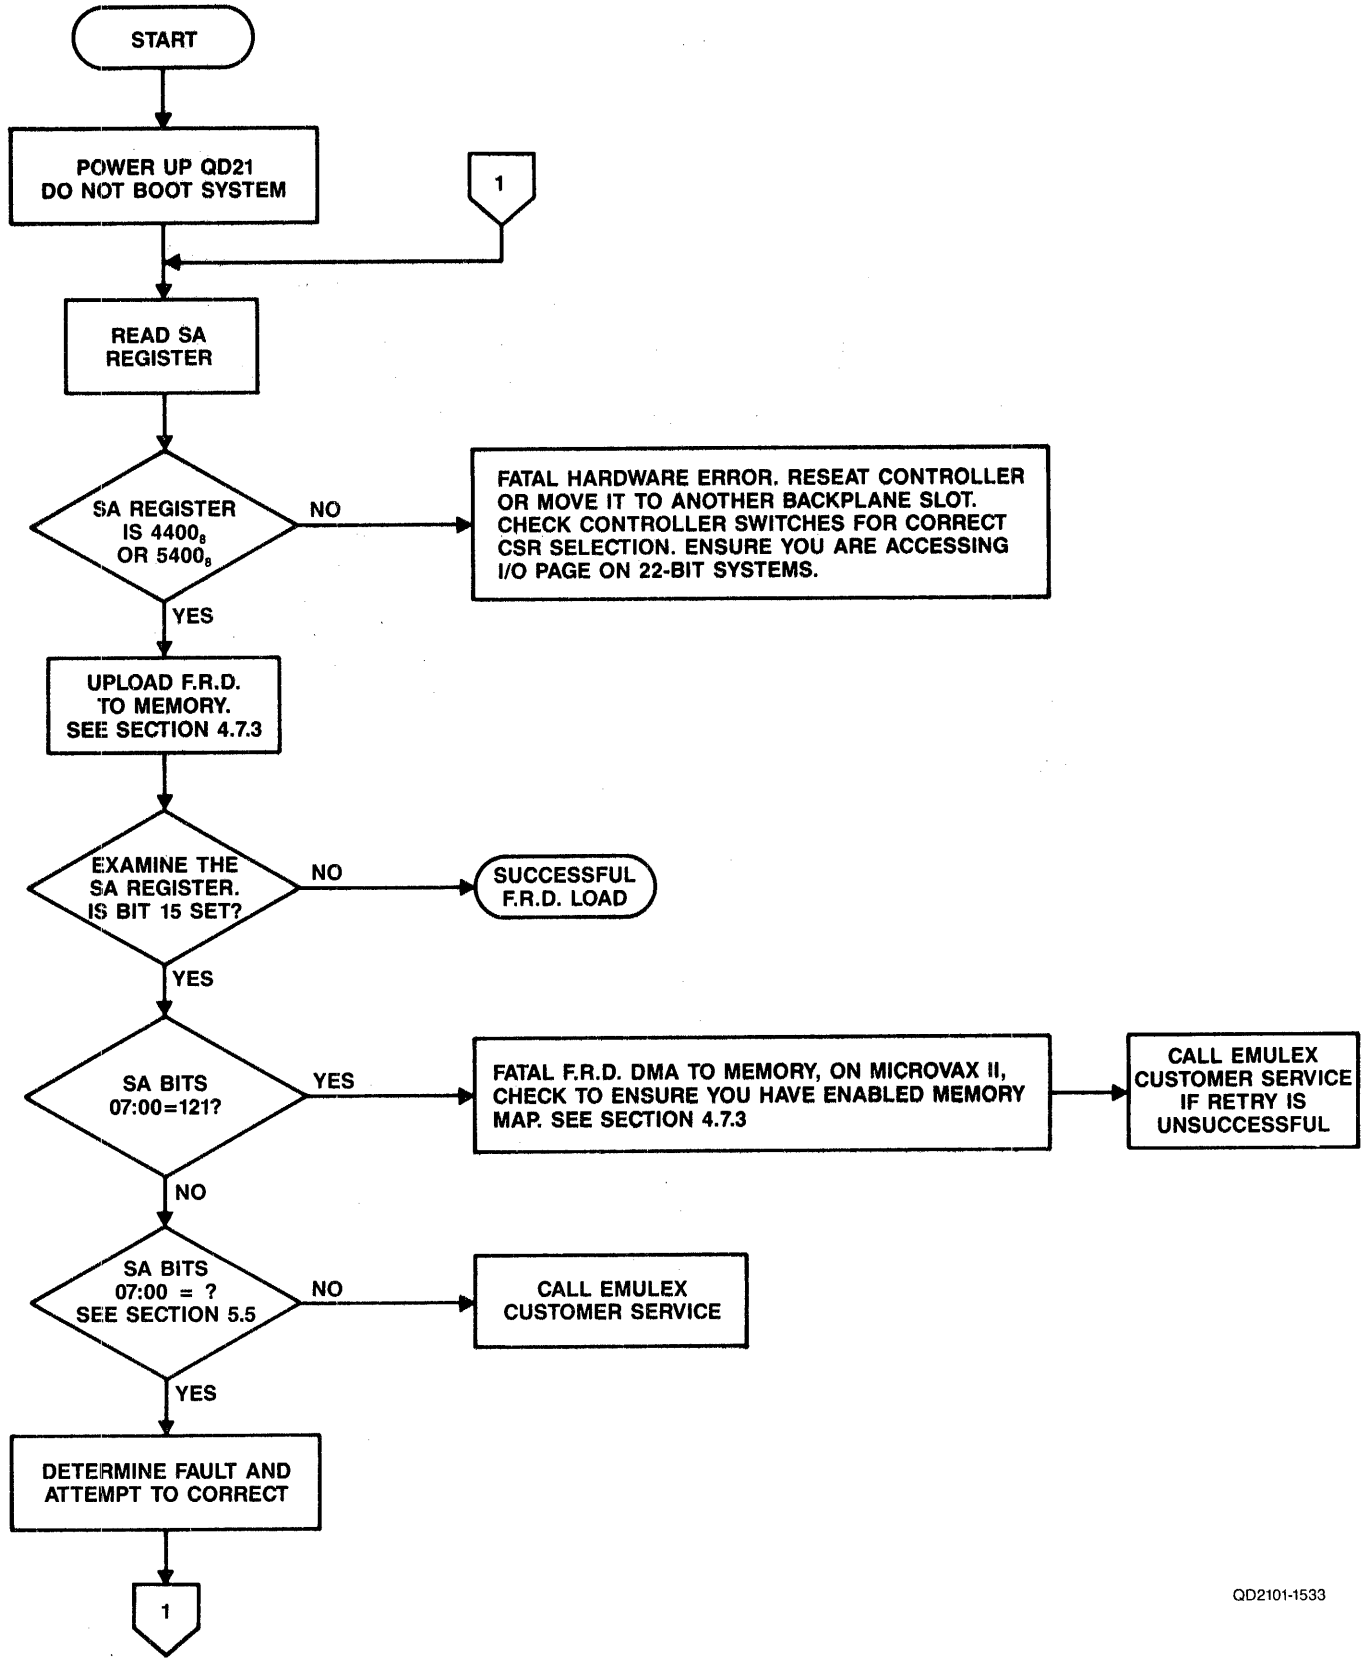 START
POWER UP QD21
DO NOT BOOT SYSTEM
1
READ SA
REGISTER
SA REGISTER
IS 4400₈
OR 5400₈
NO
FATAL HARDWARE ERROR. RESEAT CONTROLLER
OR MOVE IT TO ANOTHER BACKPLANE SLOT.
CHECK CONTROLLER SWITCHES FOR CORRECT
CSR SELECTION. ENSURE YOU ARE ACCESSING
I/O PAGE ON 22-BIT SYSTEMS.
YES
UPLOAD F.R.D.
TO MEMORY.
SEE SECTION 4.7.3
EXAMINE THE
SA REGISTER.
IS BIT 15 SET?
NO
SUCCESSFUL
F.R.D. LOAD
YES
SA BITS
07:00=121?
YES
FATAL F.R.D. DMA TO MEMORY, ON MICROVAX II,
CHECK TO ENSURE YOU HAVE ENABLED MEMORY
MAP. SEE SECTION 4.7.3
CALL EMULEX
CUSTOMER SERVICE
IF RETRY IS
UNSUCCESSFUL
NO
SA BITS
07:00 = ?
SEE SECTION 5.5
NO
CALL EMULEX
CUSTOMER SERVICE
YES
DETERMINE FAULT AND
ATTEMPT TO CORRECT
1
QD2101-1533